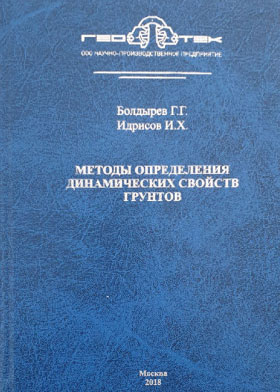 ГЕОТЕК
ООО НАУЧНО-ПРОИЗВОДСТВЕННОЕ ПРЕДПРИЯТИЕ
Болдырев Г.Г.
Идрисов И.Х.
МЕТОДЫ ОПРЕДЕЛЕНИЯ
ДИНАМИЧЕСКИХ СВОЙСТВ
ГРУНТОВ
Москва
2018